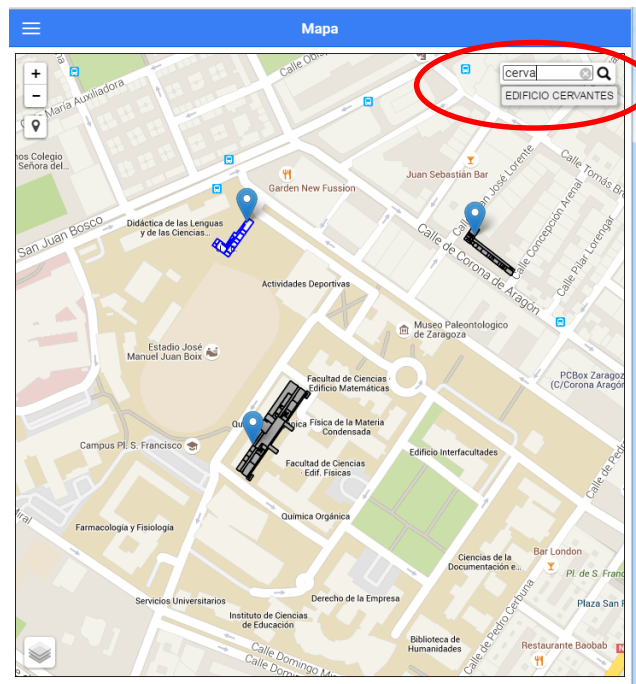 Mapa
+
-
cerva
EDIFICIO CERVANTES
Calle María Auxiliadora
nos Colegio
Señora del...
Garden New Fussion
Juan Sebastián Bar
Calle San José Lorente
Calle Tomás Bre
Calle Concepción Arenal
Calle Pilar Lorengar
San Juan Bosco
Didáctica de las Lenguas
y de las Ciencias...
Calle de Corona de Aragón
Actividades Deportivas
Museo Paleontologico
de Zaragoza
Estadio José
Manuel Juan Boix
PCBox Zaragoz
(C/Corona Aragón
Facultad de Ciencias ·
Edificio Matemáticas
Física de la Materia
Condensada
Campus Pl. S. Francisco
Edificio Interfacultades
Facultad de Ciencias
· Edif. Físicas
Calle de Pedro
Química Orgánica
Farmacología y Fisiología
Ciencias de la
Documentación e...
Bar London
Pl. de S. Franc
Servicios Universitarios
Derecho de la Empresa
Plaza San F
Instituto de Ciencias
de Educación
Calle de Pedro Cerbuna
Biblioteca de
Humanidades
Restaurante Baobab
Calle Domingo Mi
Calle Domingo